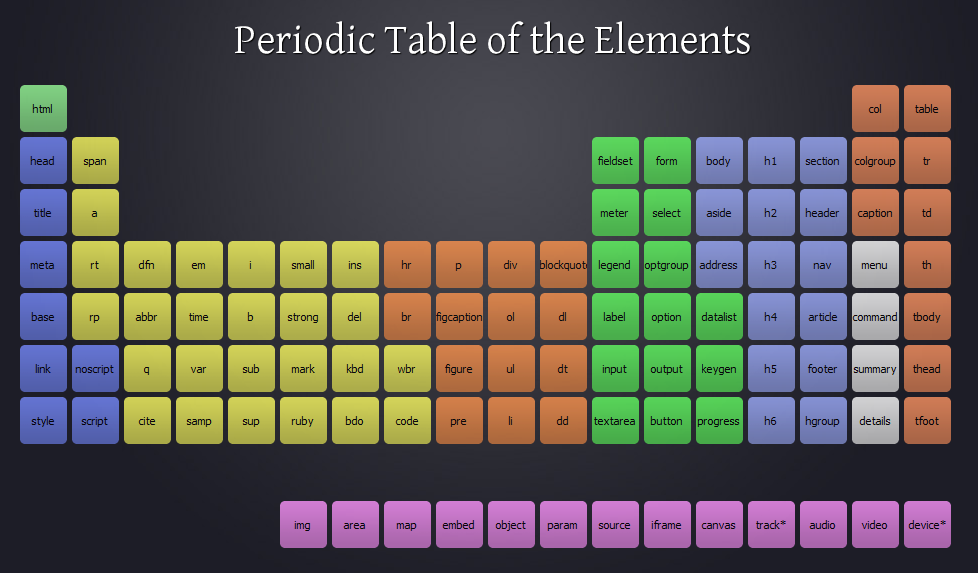 Periodic Table of the Elements
html col table
head span fieldset form body h1 section colgroup tr
title a meter select aside h2 header caption td
meta rt dfn em i small ins hr p div blockquote legend optgroup address h3 nav menu th
base rp abbr time b strong del br figcaption ol dl label option datalist h4 article command tbody
link noscript q var sub mark kbd wbr figure ul dt input output keygen h5 footer summary thead
style script cite samp sup ruby bdo code pre li dd textarea button progress h6 hgroup details tfoot
img area map embed object param source iframe canvas track* audio video device*